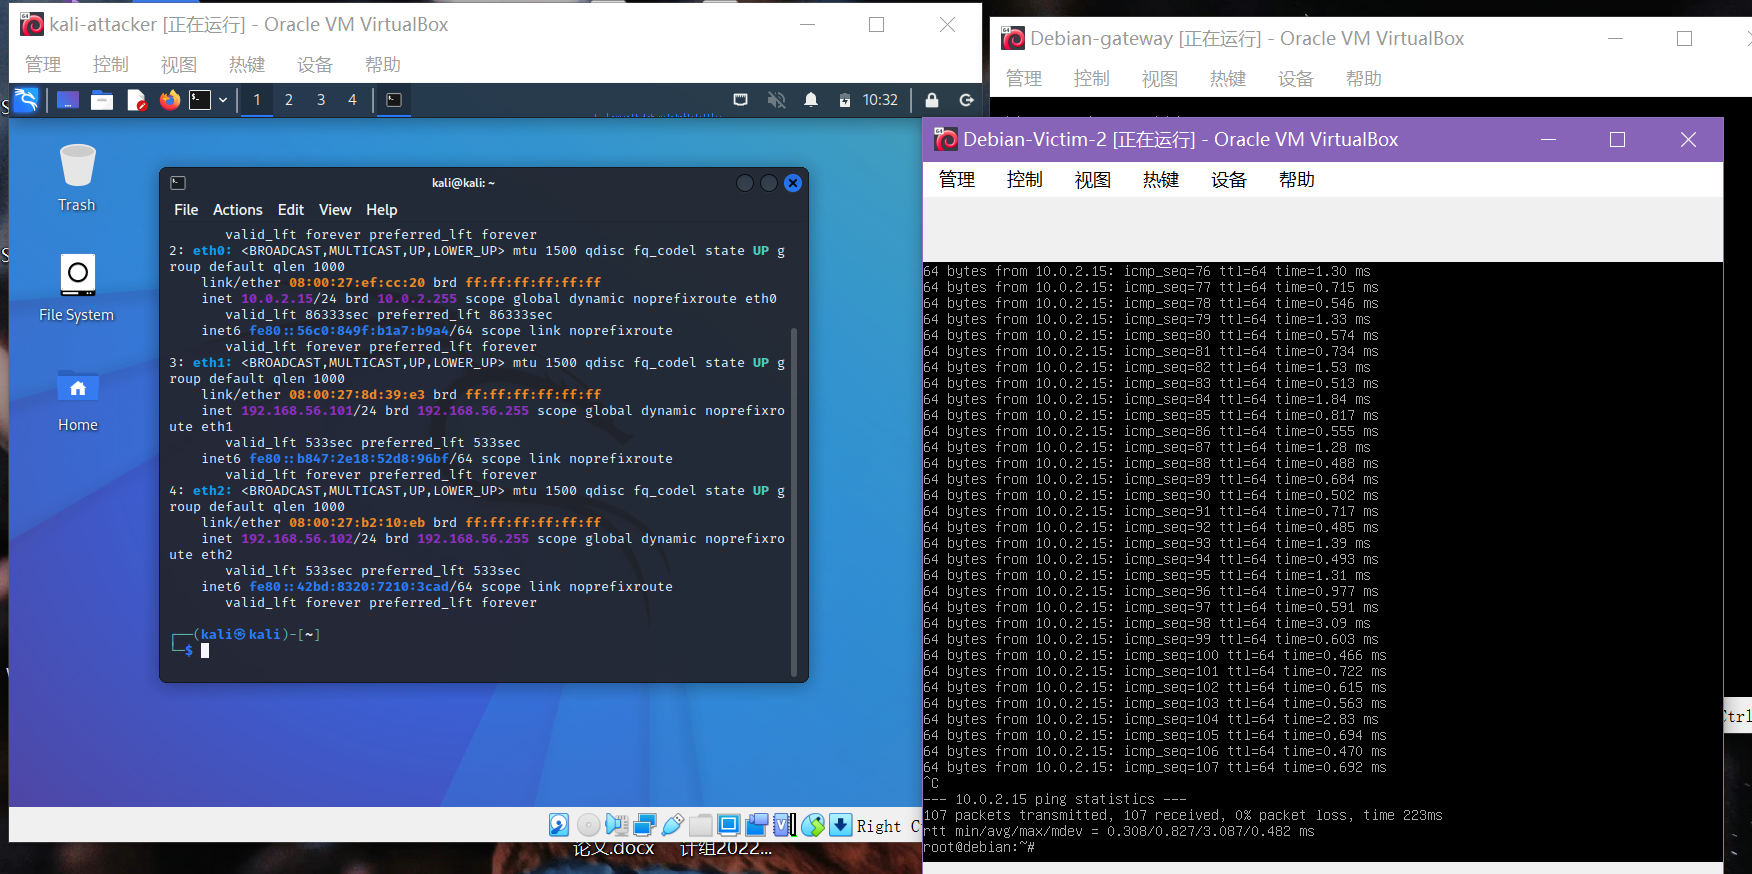 kali-attacker [正在运行] - Oracle VM VirtualBox
管理 控制 视图 热键 设备 帮助
1 2 3 4 10:32
Trash
File System
Home
kali@kali: ~
File Actions Edit View Help
valid_lft forever preferred_lft forever
2: eth0: <BROADCAST,MULTICAST,UP,LOWER_UP> mtu 1500 qdisc fq_codel state UP g
roup default qlen 1000
link/ether 08:00:27:ef:cc:20 brd ff:ff:ff:ff:ff:ff
inet 10.0.2.15/24 brd 10.0.2.255 scope global dynamic noprefixroute eth0
valid_lft 86333sec preferred_lft 86333sec
inet6 fe80::56c0:849f:b1a7:b9a4/64 scope link noprefixroute
valid_lft forever preferred_lft forever
3: eth1: <BROADCAST,MULTICAST,UP,LOWER_UP> mtu 1500 qdisc fq_codel state UP g
roup default qlen 1000
link/ether 08:00:27:8d:39:e3 brd ff:ff:ff:ff:ff:ff
inet 192.168.56.101/24 brd 192.168.56.255 scope global dynamic noprefixro
ute eth1
valid_lft 533sec preferred_lft 533sec
inet6 fe80::b847:2e18:52d8:96bf/64 scope link noprefixroute
valid_lft forever preferred_lft forever
4: eth2: <BROADCAST,MULTICAST,UP,LOWER_UP> mtu 1500 qdisc fq_codel state UP g
roup default qlen 1000
link/ether 08:00:27:b2:10:eb brd ff:ff:ff:ff:ff:ff
inet 192.168.56.102/24 brd 192.168.56.255 scope global dynamic noprefixro
ute eth2
valid_lft 533sec preferred_lft 533sec
inet6 fe80::42bd:8320:7210:3cad/64 scope link noprefixroute
valid_lft forever preferred_lft forever
┌──(kali㉿kali)-[~]
└─$
Right C
论文.docx 计组2022...
Debian-gateway [正在运行] - Oracle VM VirtualBox
管理 控制 视图 热键 设备 帮助
Ctrl
Debian-Victim-2 [正在运行] - Oracle VM VirtualBox
管理 控制 视图 热键 设备 帮助
64 bytes from 10.0.2.15: icmp_seq=76 ttl=64 time=1.30 ms
64 bytes from 10.0.2.15: icmp_seq=77 ttl=64 time=0.715 ms
64 bytes from 10.0.2.15: icmp_seq=78 ttl=64 time=0.546 ms
64 bytes from 10.0.2.15: icmp_seq=79 ttl=64 time=1.33 ms
64 bytes from 10.0.2.15: icmp_seq=80 ttl=64 time=0.574 ms
64 bytes from 10.0.2.15: icmp_seq=81 ttl=64 time=0.734 ms
64 bytes from 10.0.2.15: icmp_seq=82 ttl=64 time=1.53 ms
64 bytes from 10.0.2.15: icmp_seq=83 ttl=64 time=0.513 ms
64 bytes from 10.0.2.15: icmp_seq=84 ttl=64 time=1.84 ms
64 bytes from 10.0.2.15: icmp_seq=85 ttl=64 time=0.817 ms
64 bytes from 10.0.2.15: icmp_seq=86 ttl=64 time=0.555 ms
64 bytes from 10.0.2.15: icmp_seq=87 ttl=64 time=1.28 ms
64 bytes from 10.0.2.15: icmp_seq=88 ttl=64 time=0.488 ms
64 bytes from 10.0.2.15: icmp_seq=89 ttl=64 time=0.684 ms
64 bytes from 10.0.2.15: icmp_seq=90 ttl=64 time=0.502 ms
64 bytes from 10.0.2.15: icmp_seq=91 ttl=64 time=0.717 ms
64 bytes from 10.0.2.15: icmp_seq=92 ttl=64 time=0.485 ms
64 bytes from 10.0.2.15: icmp_seq=93 ttl=64 time=1.39 ms
64 bytes from 10.0.2.15: icmp_seq=94 ttl=64 time=0.493 ms
64 bytes from 10.0.2.15: icmp_seq=95 ttl=64 time=1.31 ms
64 bytes from 10.0.2.15: icmp_seq=96 ttl=64 time=0.977 ms
64 bytes from 10.0.2.15: icmp_seq=97 ttl=64 time=0.591 ms
64 bytes from 10.0.2.15: icmp_seq=98 ttl=64 time=3.09 ms
64 bytes from 10.0.2.15: icmp_seq=99 ttl=64 time=0.603 ms
64 bytes from 10.0.2.15: icmp_seq=100 ttl=64 time=0.466 ms
64 bytes from 10.0.2.15: icmp_seq=101 ttl=64 time=0.722 ms
64 bytes from 10.0.2.15: icmp_seq=102 ttl=64 time=0.615 ms
64 bytes from 10.0.2.15: icmp_seq=103 ttl=64 time=0.563 ms
64 bytes from 10.0.2.15: icmp_seq=104 ttl=64 time=2.83 ms
64 bytes from 10.0.2.15: icmp_seq=105 ttl=64 time=0.694 ms
64 bytes from 10.0.2.15: icmp_seq=106 ttl=64 time=0.470 ms
64 bytes from 10.0.2.15: icmp_seq=107 ttl=64 time=0.692 ms
^C
--- 10.0.2.15 ping statistics ---
107 packets transmitted, 107 received, 0% packet loss, time 223ms
rtt min/avg/max/mdev = 0.308/0.827/3.087/0.482 ms
root@debian:~#